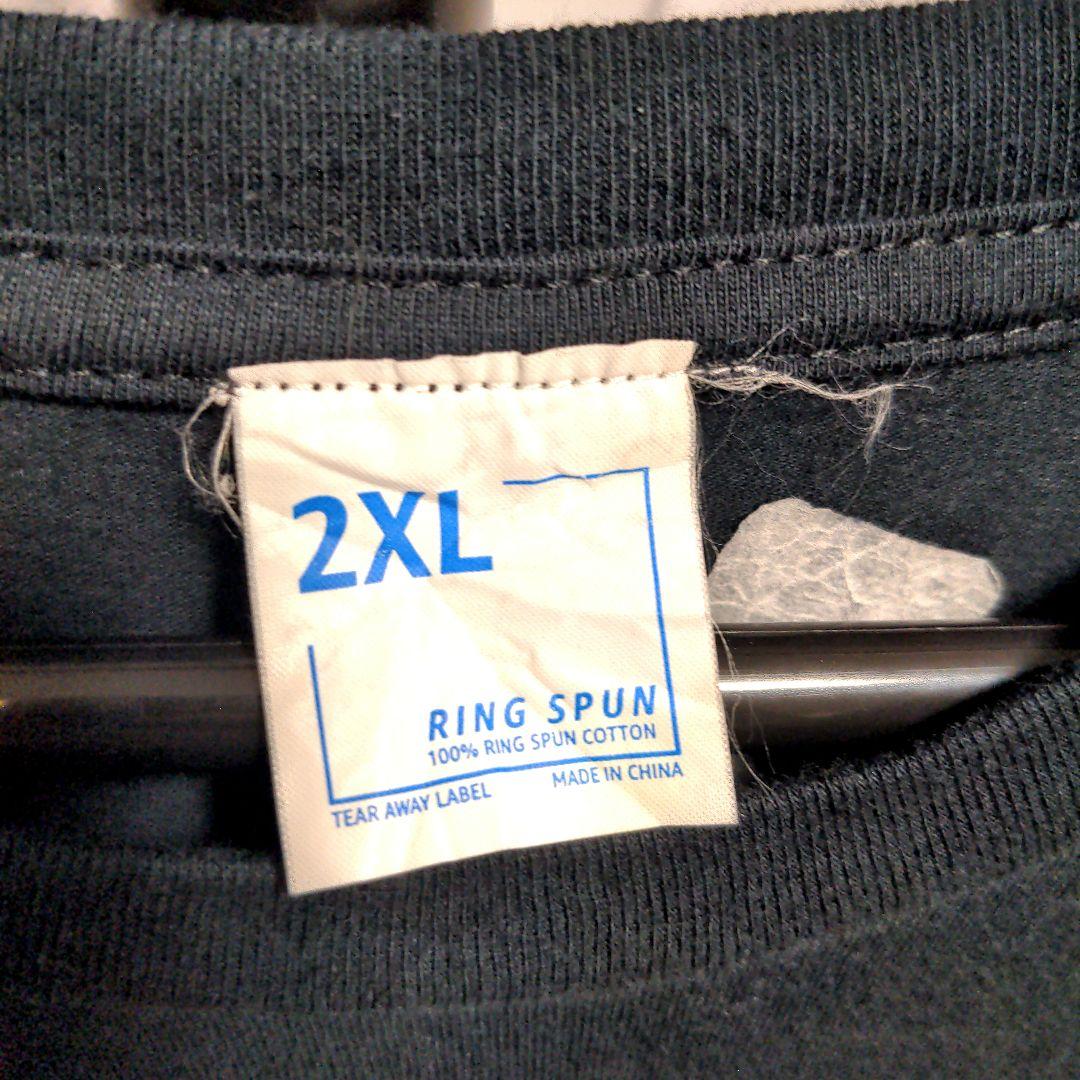 2XL
RING SPUN
100% RING SPUN COTTON
TEAR AWAY LABEL
MADE IN CHINA